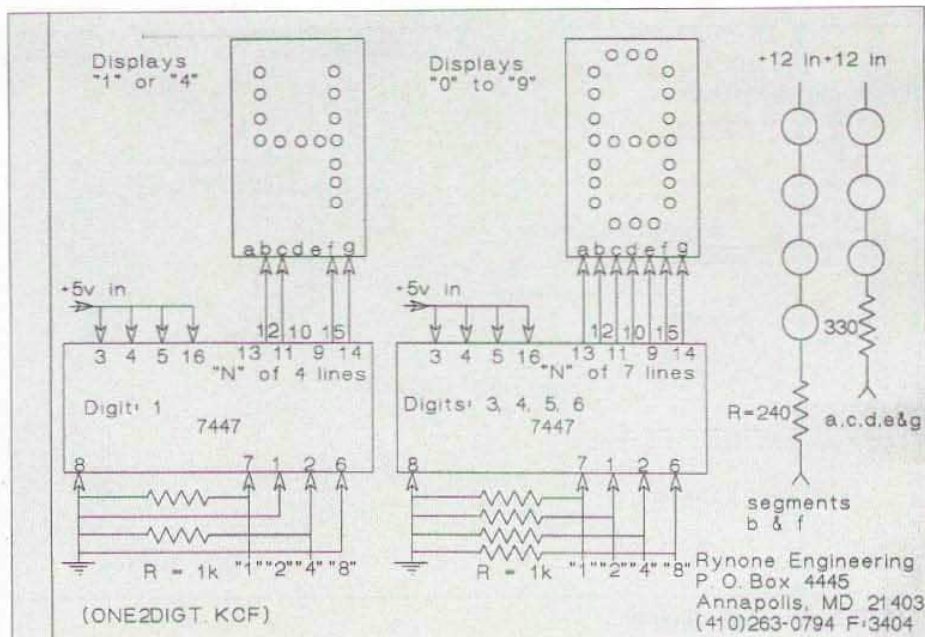 Displays
"1" or "4"
abcdefg
+5v in
12 10 15
3 4 5 16 13 11 9 14
"N" of 4 lines
Digit: 1
7447
8 7 1 2 6
R = 1k "1" "2" "4" "8"
(ONE2DIGT.KCF)
Displays
"0" to "9"
abcdefg
+5v in
12 10 15
3 4 5 16 13 11 9 14
"N" of 7 lines
Digits: 3, 4, 5, 6
7447
8 7 1 2 6
R = 1k "1" "2" "4" "8"
+12 in +12 in
330
R=240
a,c,d,e&g
segments
b & f
Rynone Engineering
P. O. Box 4445
Annapolis, MD 21403
(410)263-0794 F:3404